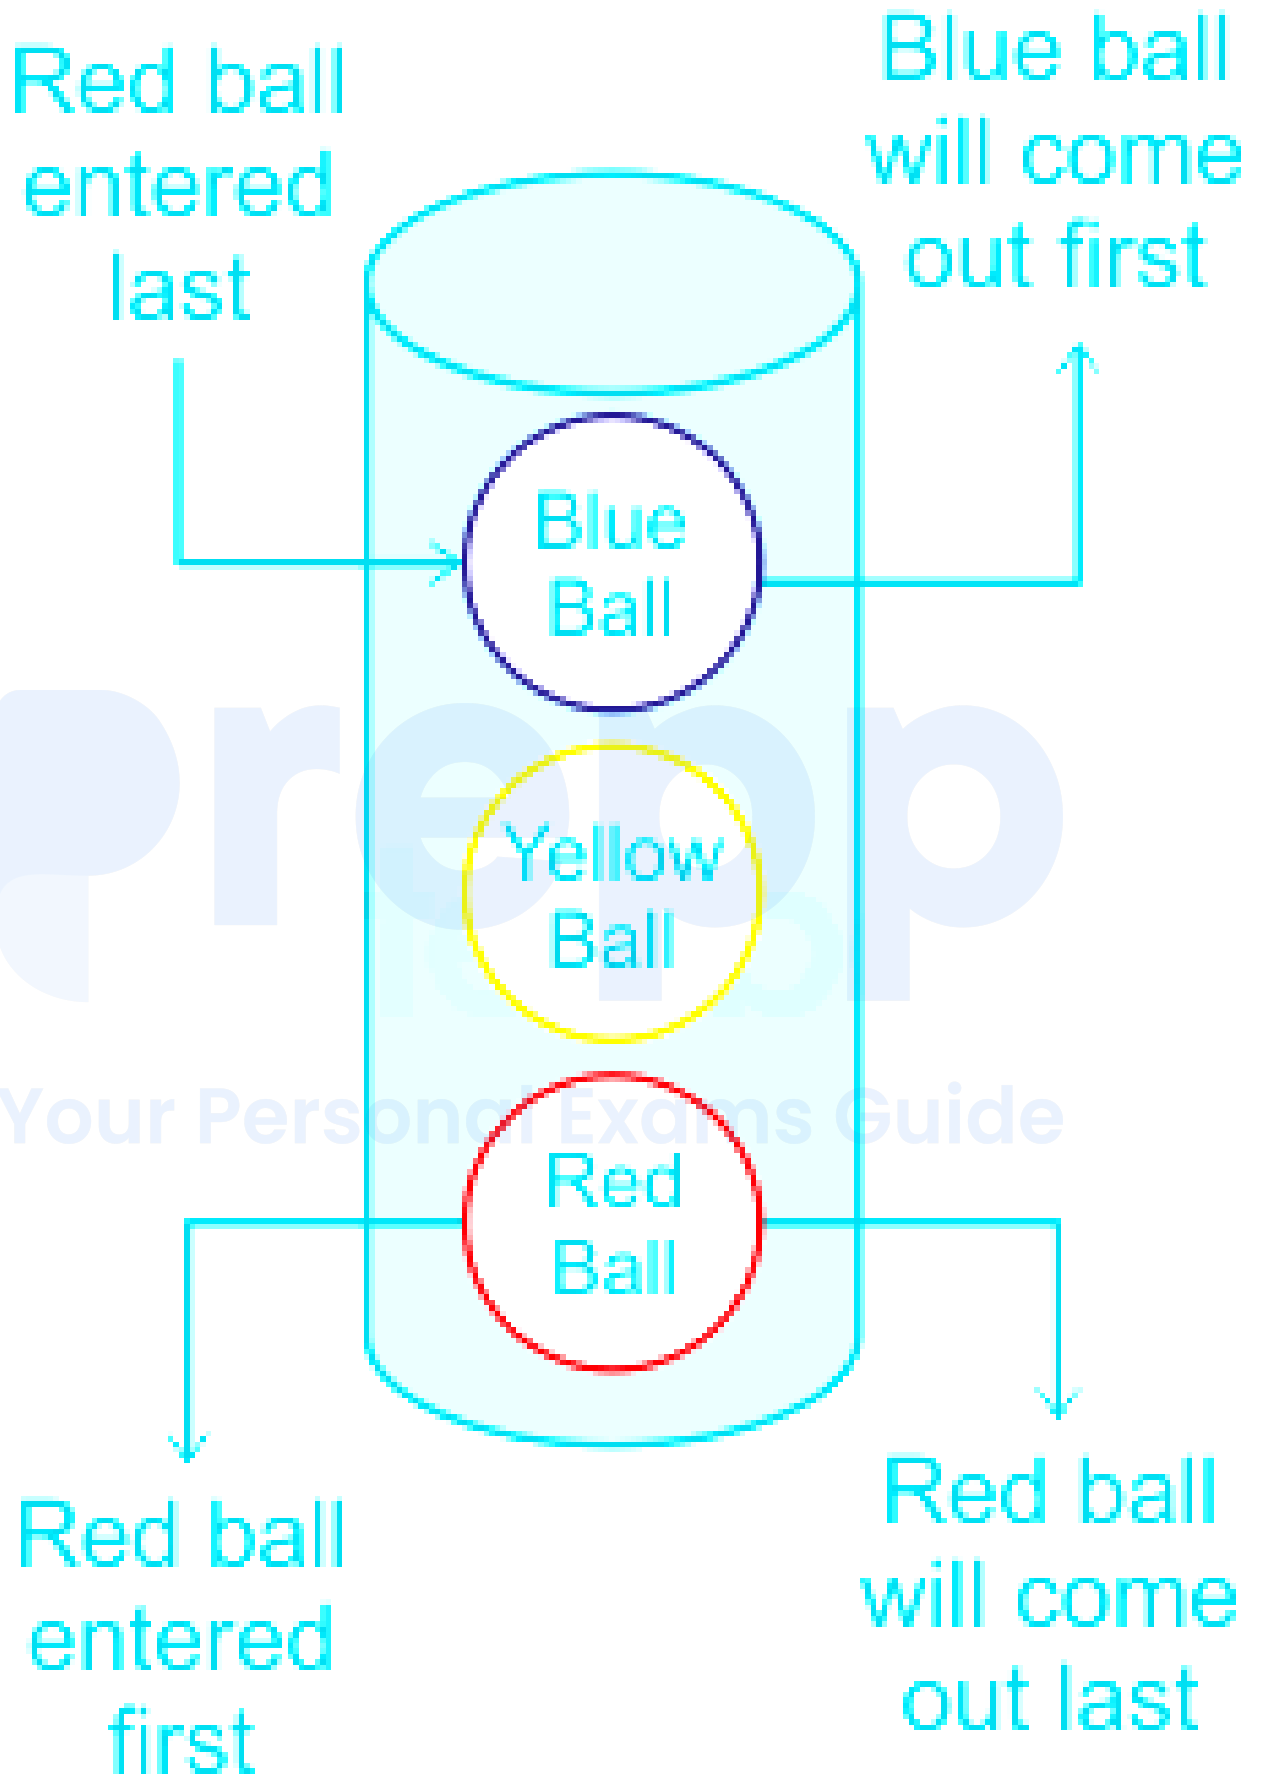 Red ball
entered
last
Blue ball
will come
out first
Blue
Ball
Yellow
Ball
Red
Ball
Red ball
entered
first
Red ball
will come
out last
Prepp
Your Personal Exams Guide